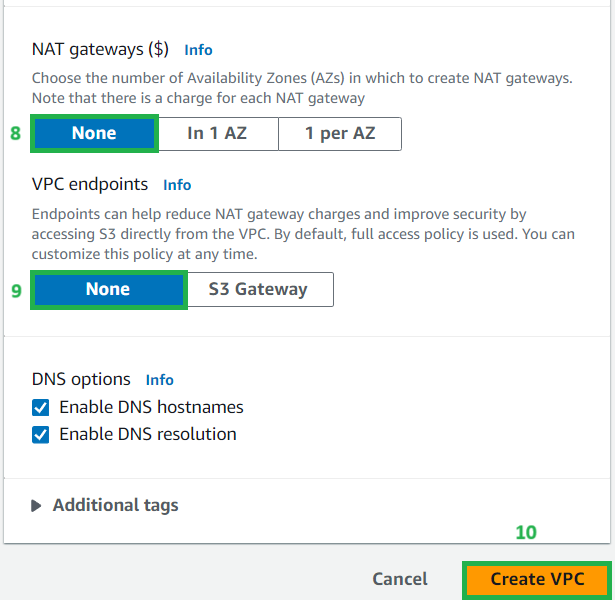 NAT gateways ($) Info
Choose the number of Availability Zones (AZs) in which to create NAT gateways.
Note that there is a charge for each NAT gateway
8 None In 1 AZ 1 per AZ
VPC endpoints Info
Endpoints can help reduce NAT gateway charges and improve security by
accessing S3 directly from the VPC. By default, full access policy is used. You can
customize this policy at any time.
9 None S3 Gateway
DNS options Info
Enable DNS hostnames
Enable DNS resolution
Additional tags
10
Cancel Create VPC